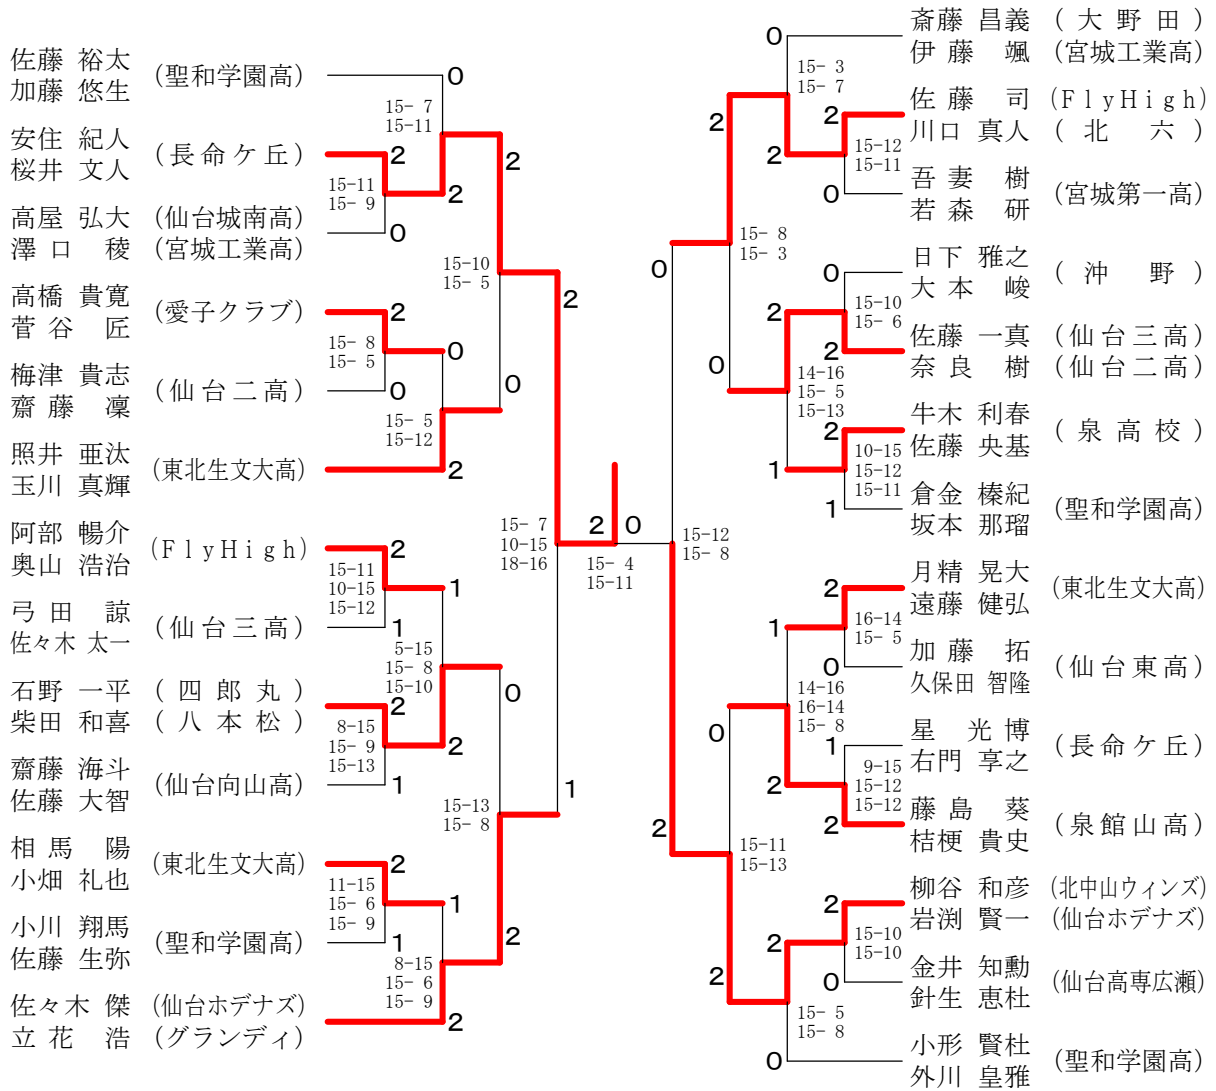 佐藤 裕太 (聖和学園高)
加藤 悠生
0
15- 7
15-11
安住 紀人 (長命ケ丘)
桜井 文人
2
15-11
15- 9
2
2
高屋 弘大 (仙台城南高)
澤口 稜 (宮城工業高)
0
15-10
15- 5
2
高橋 貴寛 (愛子クラブ)
菅谷 匠
2
15- 8
15- 5
0
梅津 貴志 (仙台二高)
齋藤 凜
0
0
15- 5
15-12
照井 亜汰 (東北生文大高)
玉川 真輝
2
15- 7
10-15
18-16
2 0
15- 4
15-11
阿部 暢介 (FlyHigh)
奥山 浩治
2
15-11
10-15
15-12
1
弓田 諒 (仙台三高)
佐々木 太一
1
5-15
15- 8
15-10
0
石野 一平 (四郎丸)
柴田 和喜 (八本松)
2
8-15
15- 9
15-13
2
齋藤 海斗 (仙台向山高)
佐藤 大智
1
15-13
15- 8
1
相馬 陽 (東北生文大高)
小畑 礼也
2
11-15
15- 6
15- 9
1
小川 翔馬 (聖和学園高)
佐藤 生弥
1
2
8-15
15- 6
15- 9
佐々木 傑 (仙台ホデナズ)
立花 浩 (グランディ)
2
斎藤 昌義 (大野田)
伊藤 颯 (宮城工業高)
0
15- 3
15- 7
2
佐藤 司 (FlyHigh)
川口 真人 (北六)
2
15-12
15-11
2
吾妻 樹 (宮城第一高)
若森 研
0
15- 8
15- 3
0
日下 雅之 (沖野)
大本 峻
0
15-10
15- 6
2
佐藤 一真 (仙台三高)
奈良 樹 (仙台二高)
2
0
14-16
15- 5
15-13
牛木 利春 (泉高校)
佐藤 央基
2
10-15
15-12
15-11
1
倉金 榛紀 (聖和学園高)
坂本 那瑠
1
15-12
15- 8
月精 晃大 (東北生文大高)
遠藤 健弘
2
16-14
15- 5
1
加藤 拓 (仙台東高)
久保田 智隆
0
14-16
16-14
15- 8
0
星 光博 (長命ケ丘)
右門 享之
1
9-15
15-12
15-12
2
藤島 葵 (泉館山高)
桔梗 貴史
2
2
15-11
15-13
柳谷 和彦 (北中山ウィンズ)
岩渕 賢一 (仙台ホデナズ)
2
15-10
15-10
2
金井 知勳 (仙台高専広瀬)
針生 恵杜
0
2
15- 5
15- 8
小形 賢杜 (聖和学園高)
外川 皇雅
0